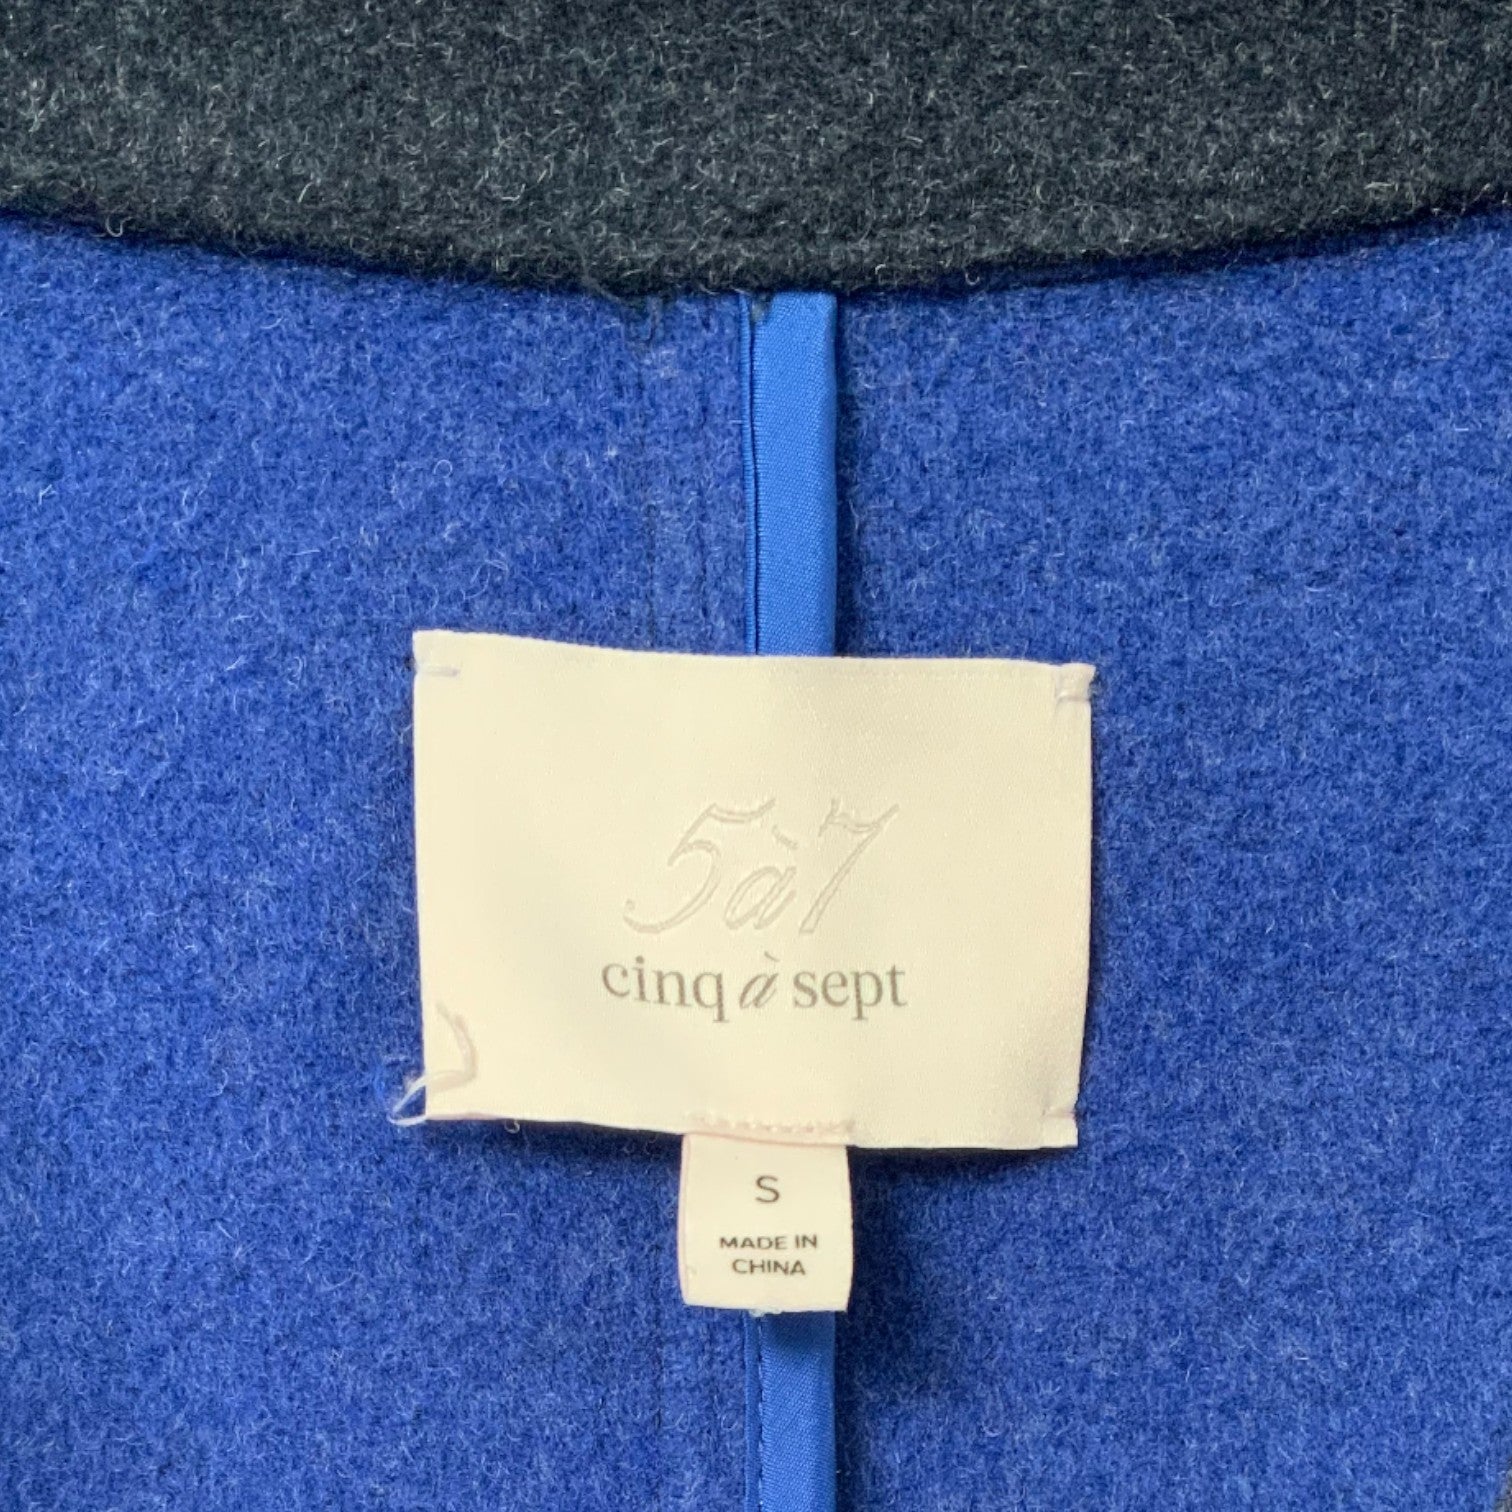 5à7
cinq à sept
S
MADE IN
CHINA